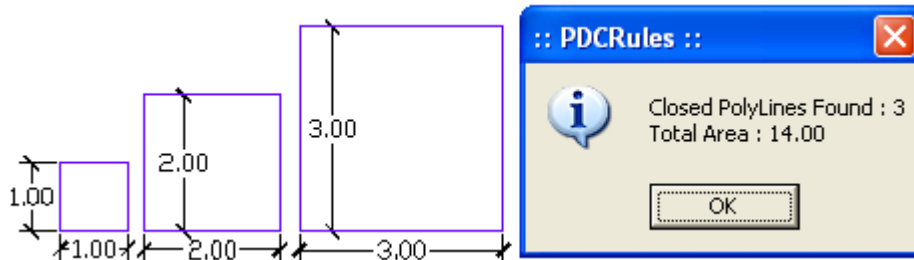 :: PDCRules ::
Closed PolyLines Found : 3
Total Area : 14.00
OK
3.00
2.00
1.00
1.00
2.00
3.00